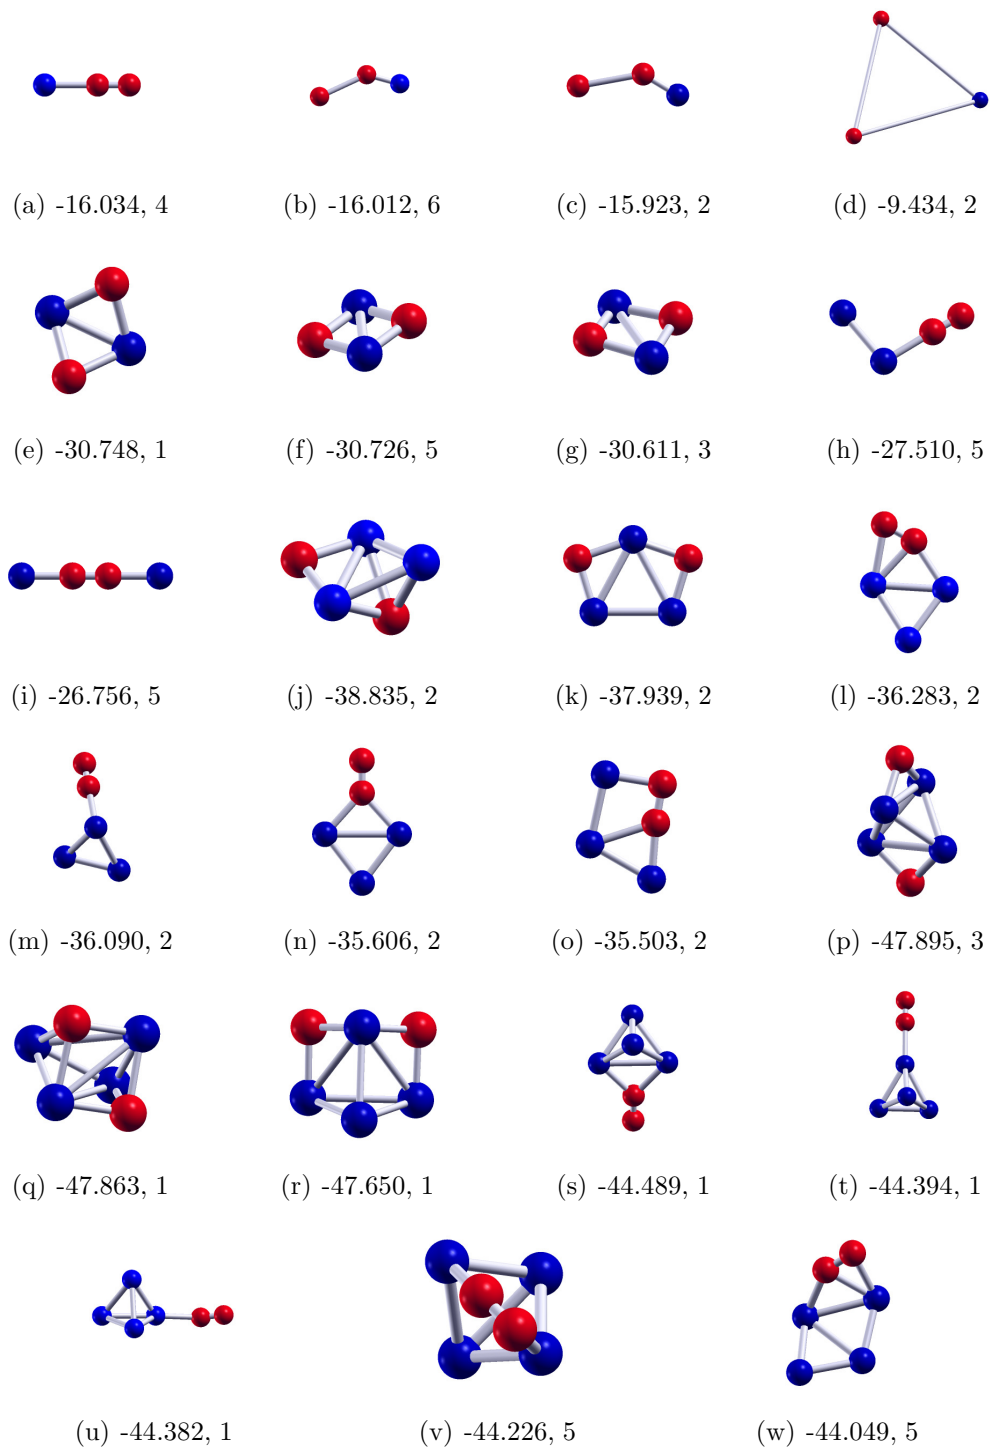 (a) -16.034, 4 (b) -16.012, 6 (c) -15.923, 2 (d) -9.434, 2
(e) -30.748, 1 (f) -30.726, 5 (g) -30.611, 3 (h) -27.510, 5
(i) -26.756, 5 (j) -38.835, 2 (k) -37.939, 2 (l) -36.283, 2
(m) -36.090, 2 (n) -35.606, 2 (o) -35.503, 2 (p) -47.895, 3
(q) -47.863, 1 (r) -47.650, 1 (s) -44.489, 1 (t) -44.394, 1
(u) -44.382, 1 (v) -44.226, 5 (w) -44.049, 5